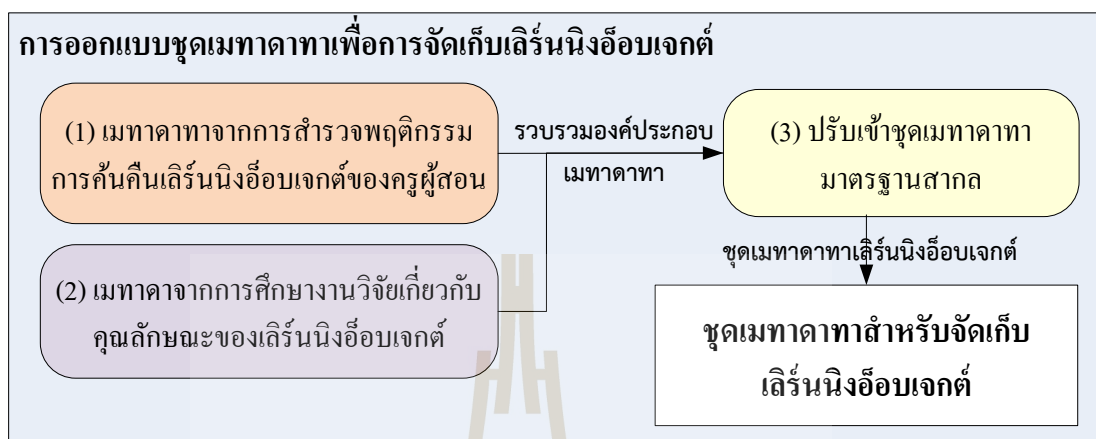 การออกแบบชุดเมทาดาทาเพื่อการจัดเก็บเลิร์นนิงอ็อบเจกต์
(1) เมทาดาทาจากการสำรวจพฤติกรรม
การค้นคืนเลิร์นนิงอ็อบเจกต์ของครูผู้สอน
รวบรวมองค์ประกอบ
เมทาดาทา
(3) ปรับเข้าชุดเมทาดาทา
มาตรฐานสากล
(2) เมทาดาจากการศึกษางานวิจัยเกี่ยวกับ
คุณลักษณะของเลิร์นนิงอ็อบเจกต์
ชุดเมทาดาทาเลิร์นนิงอ็อบเจกต์
ชุดเมทาดาทาสำหรับจัดเก็บ
เลิร์นนิงอ็อบเจกต์